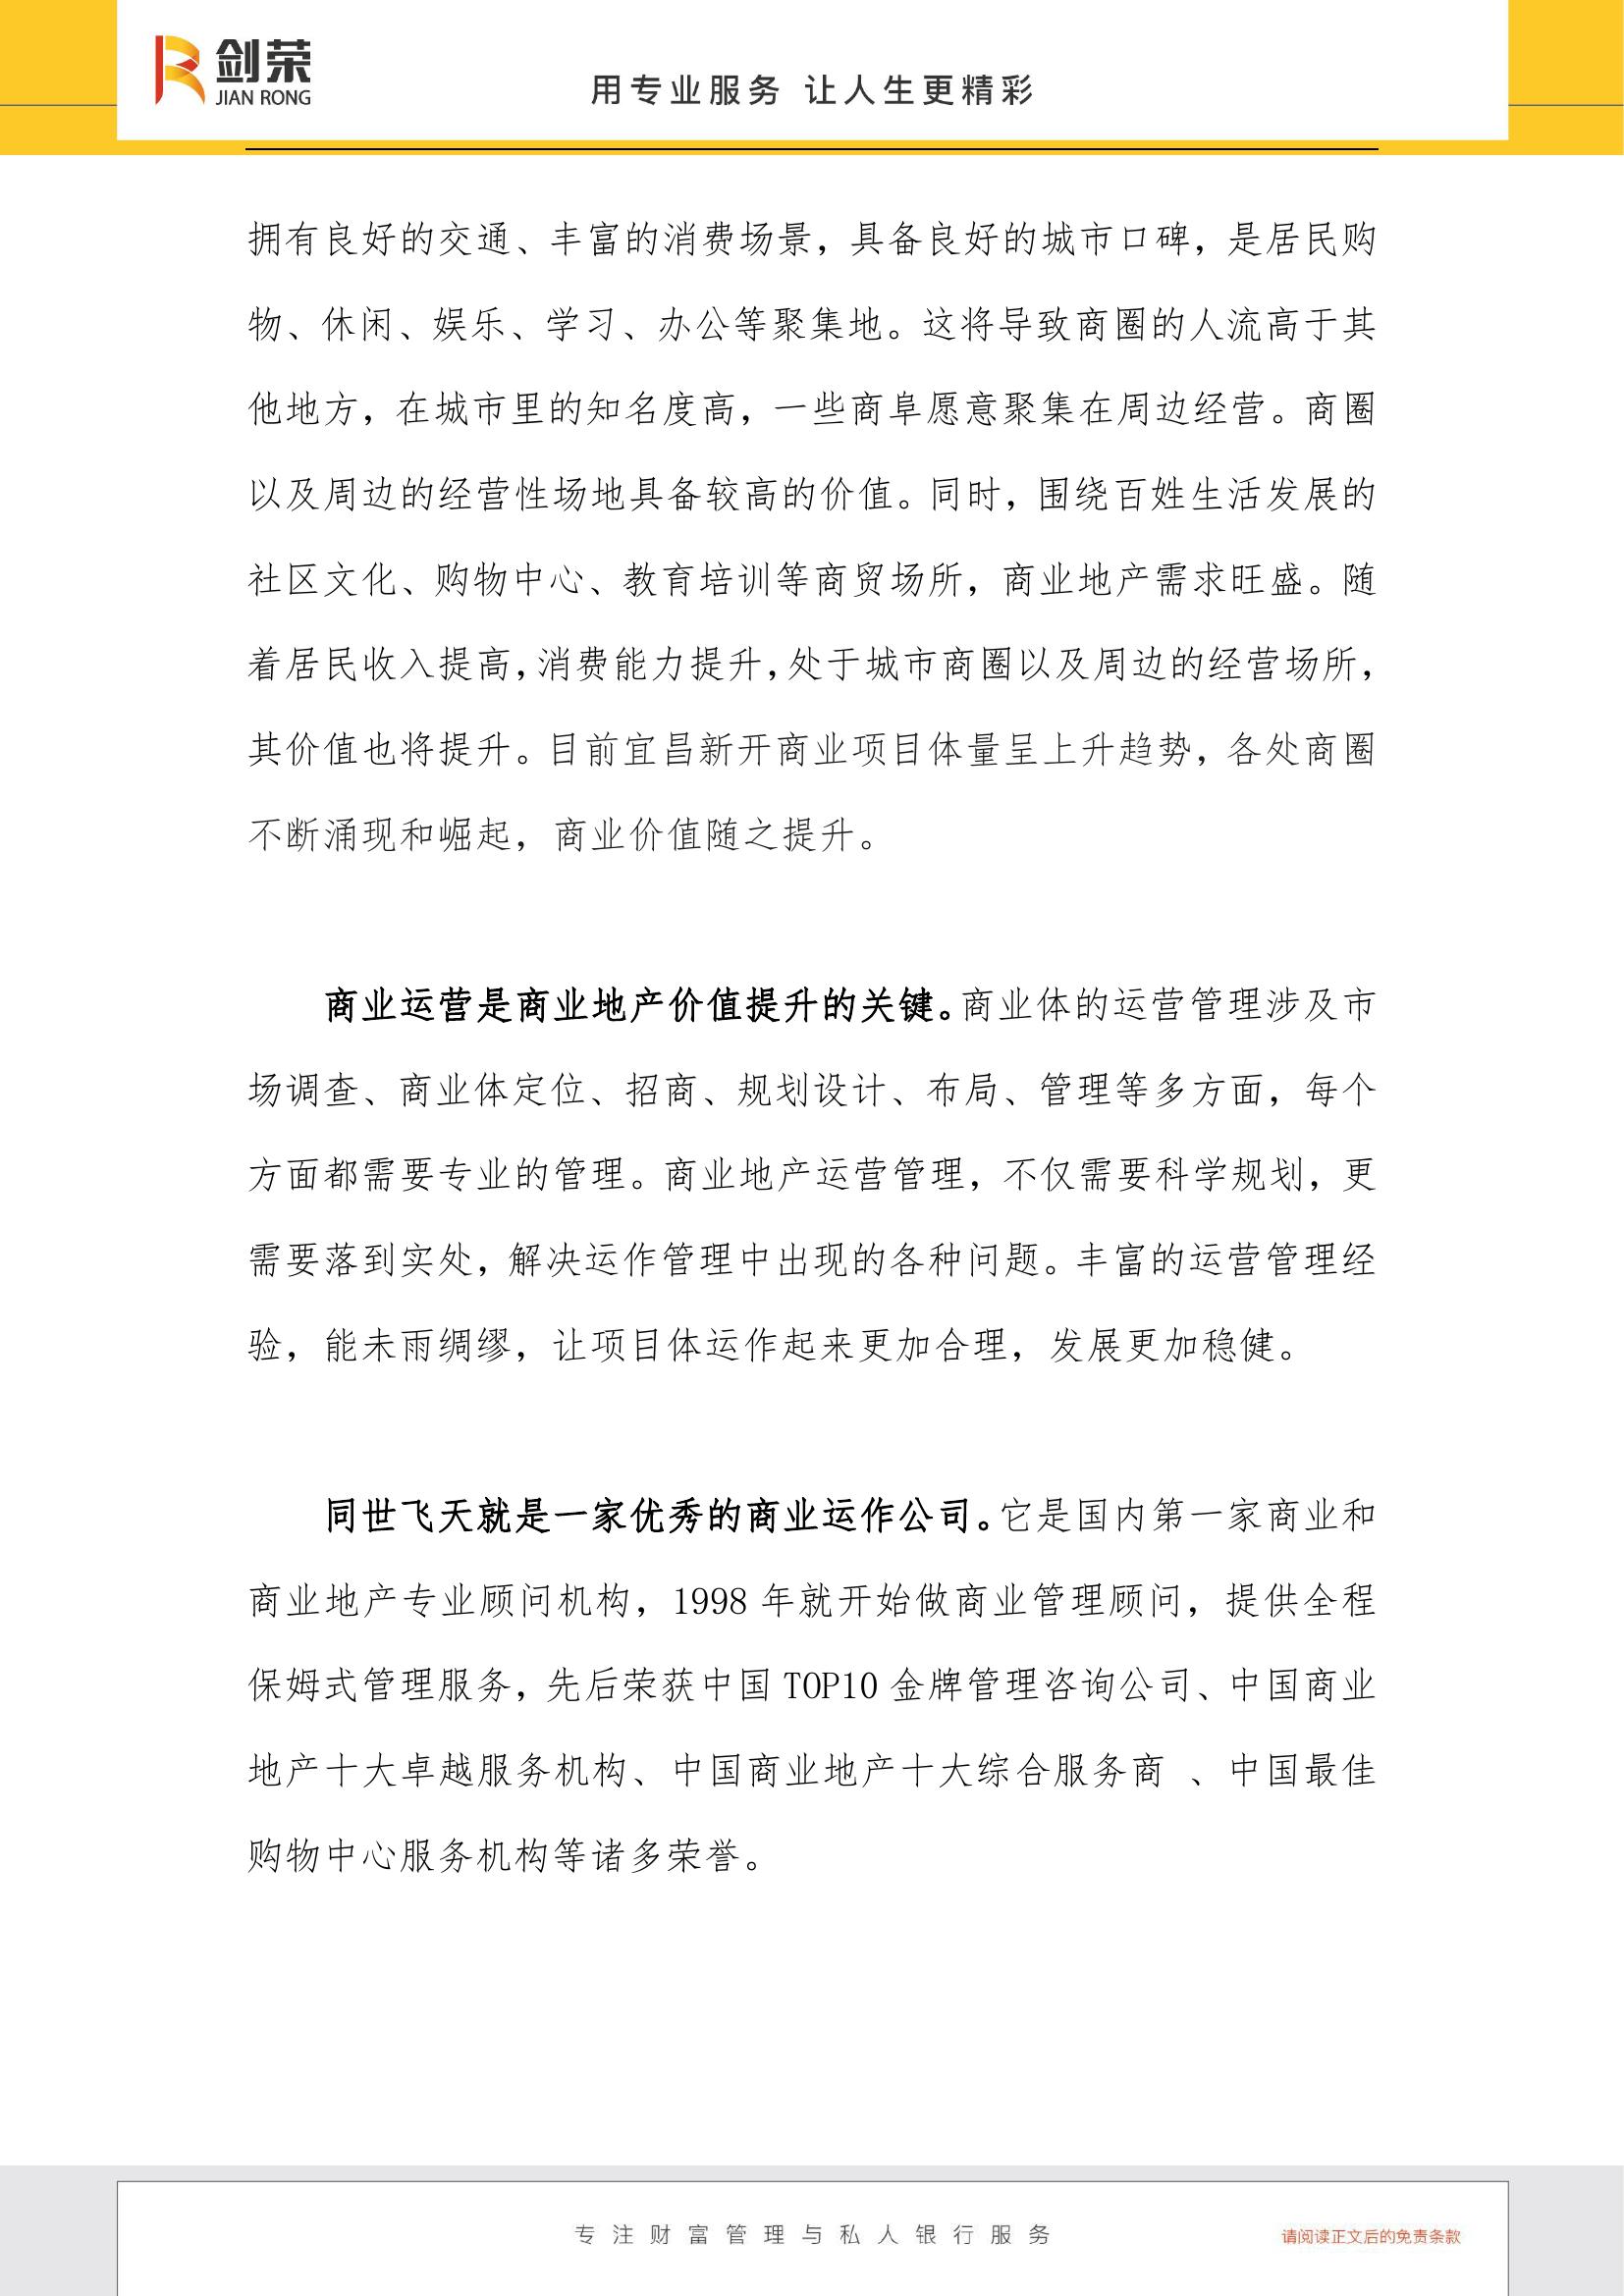 剑荣
JIAN RONG
用专业服务 让人生更精彩
拥有良好的交通、丰富的消费场景，具备良好的城市口碑，是居民购
物、休闲、娱乐、学习、办公等聚集地。这将导致商圈的人流高于其
他地方，在城市里的知名度高，一些商阜愿意聚集在周边经营。商圈
以及周边的经营性场地具备较高的价值。同时，围绕百姓生活发展的
社区文化、购物中心、教育培训等商贸场所，商业地产需求旺盛。随
着居民收入提高，消费能力提升，处于城市商圈以及周边的经营场所，
其价值也将提升。目前宜昌新开商业项目体量呈上升趋势，各处商圈
不断涌现和崛起，商业价值随之提升。
商业运营是商业地产价值提升的关键。商业体的运营管理涉及市
场调查、商业体定位、招商、规划设计、布局、管理等多方面，每个
方面都需要专业的管理。商业地产运营管理，不仅需要科学规划，更
需要落到实处，解决运作管理中出现的各种问题。丰富的运营管理经
验，能未雨绸缪，让项目体运作起来更加合理，发展更加稳健。
同世飞天就是一家优秀的商业运作公司。它是国内第一家商业和
商业地产专业顾问机构，1998 年就开始做商业管理顾问，提供全程
保姆式管理服务，先后荣获中国 TOP10 金牌管理咨询公司、中国商业
地产十大卓越服务机构、中国商业地产十大综合服务商 、中国最佳
购物中心服务机构等诸多荣誉。
专注财富管理与私人银行服务
请阅读正文后的免责条款